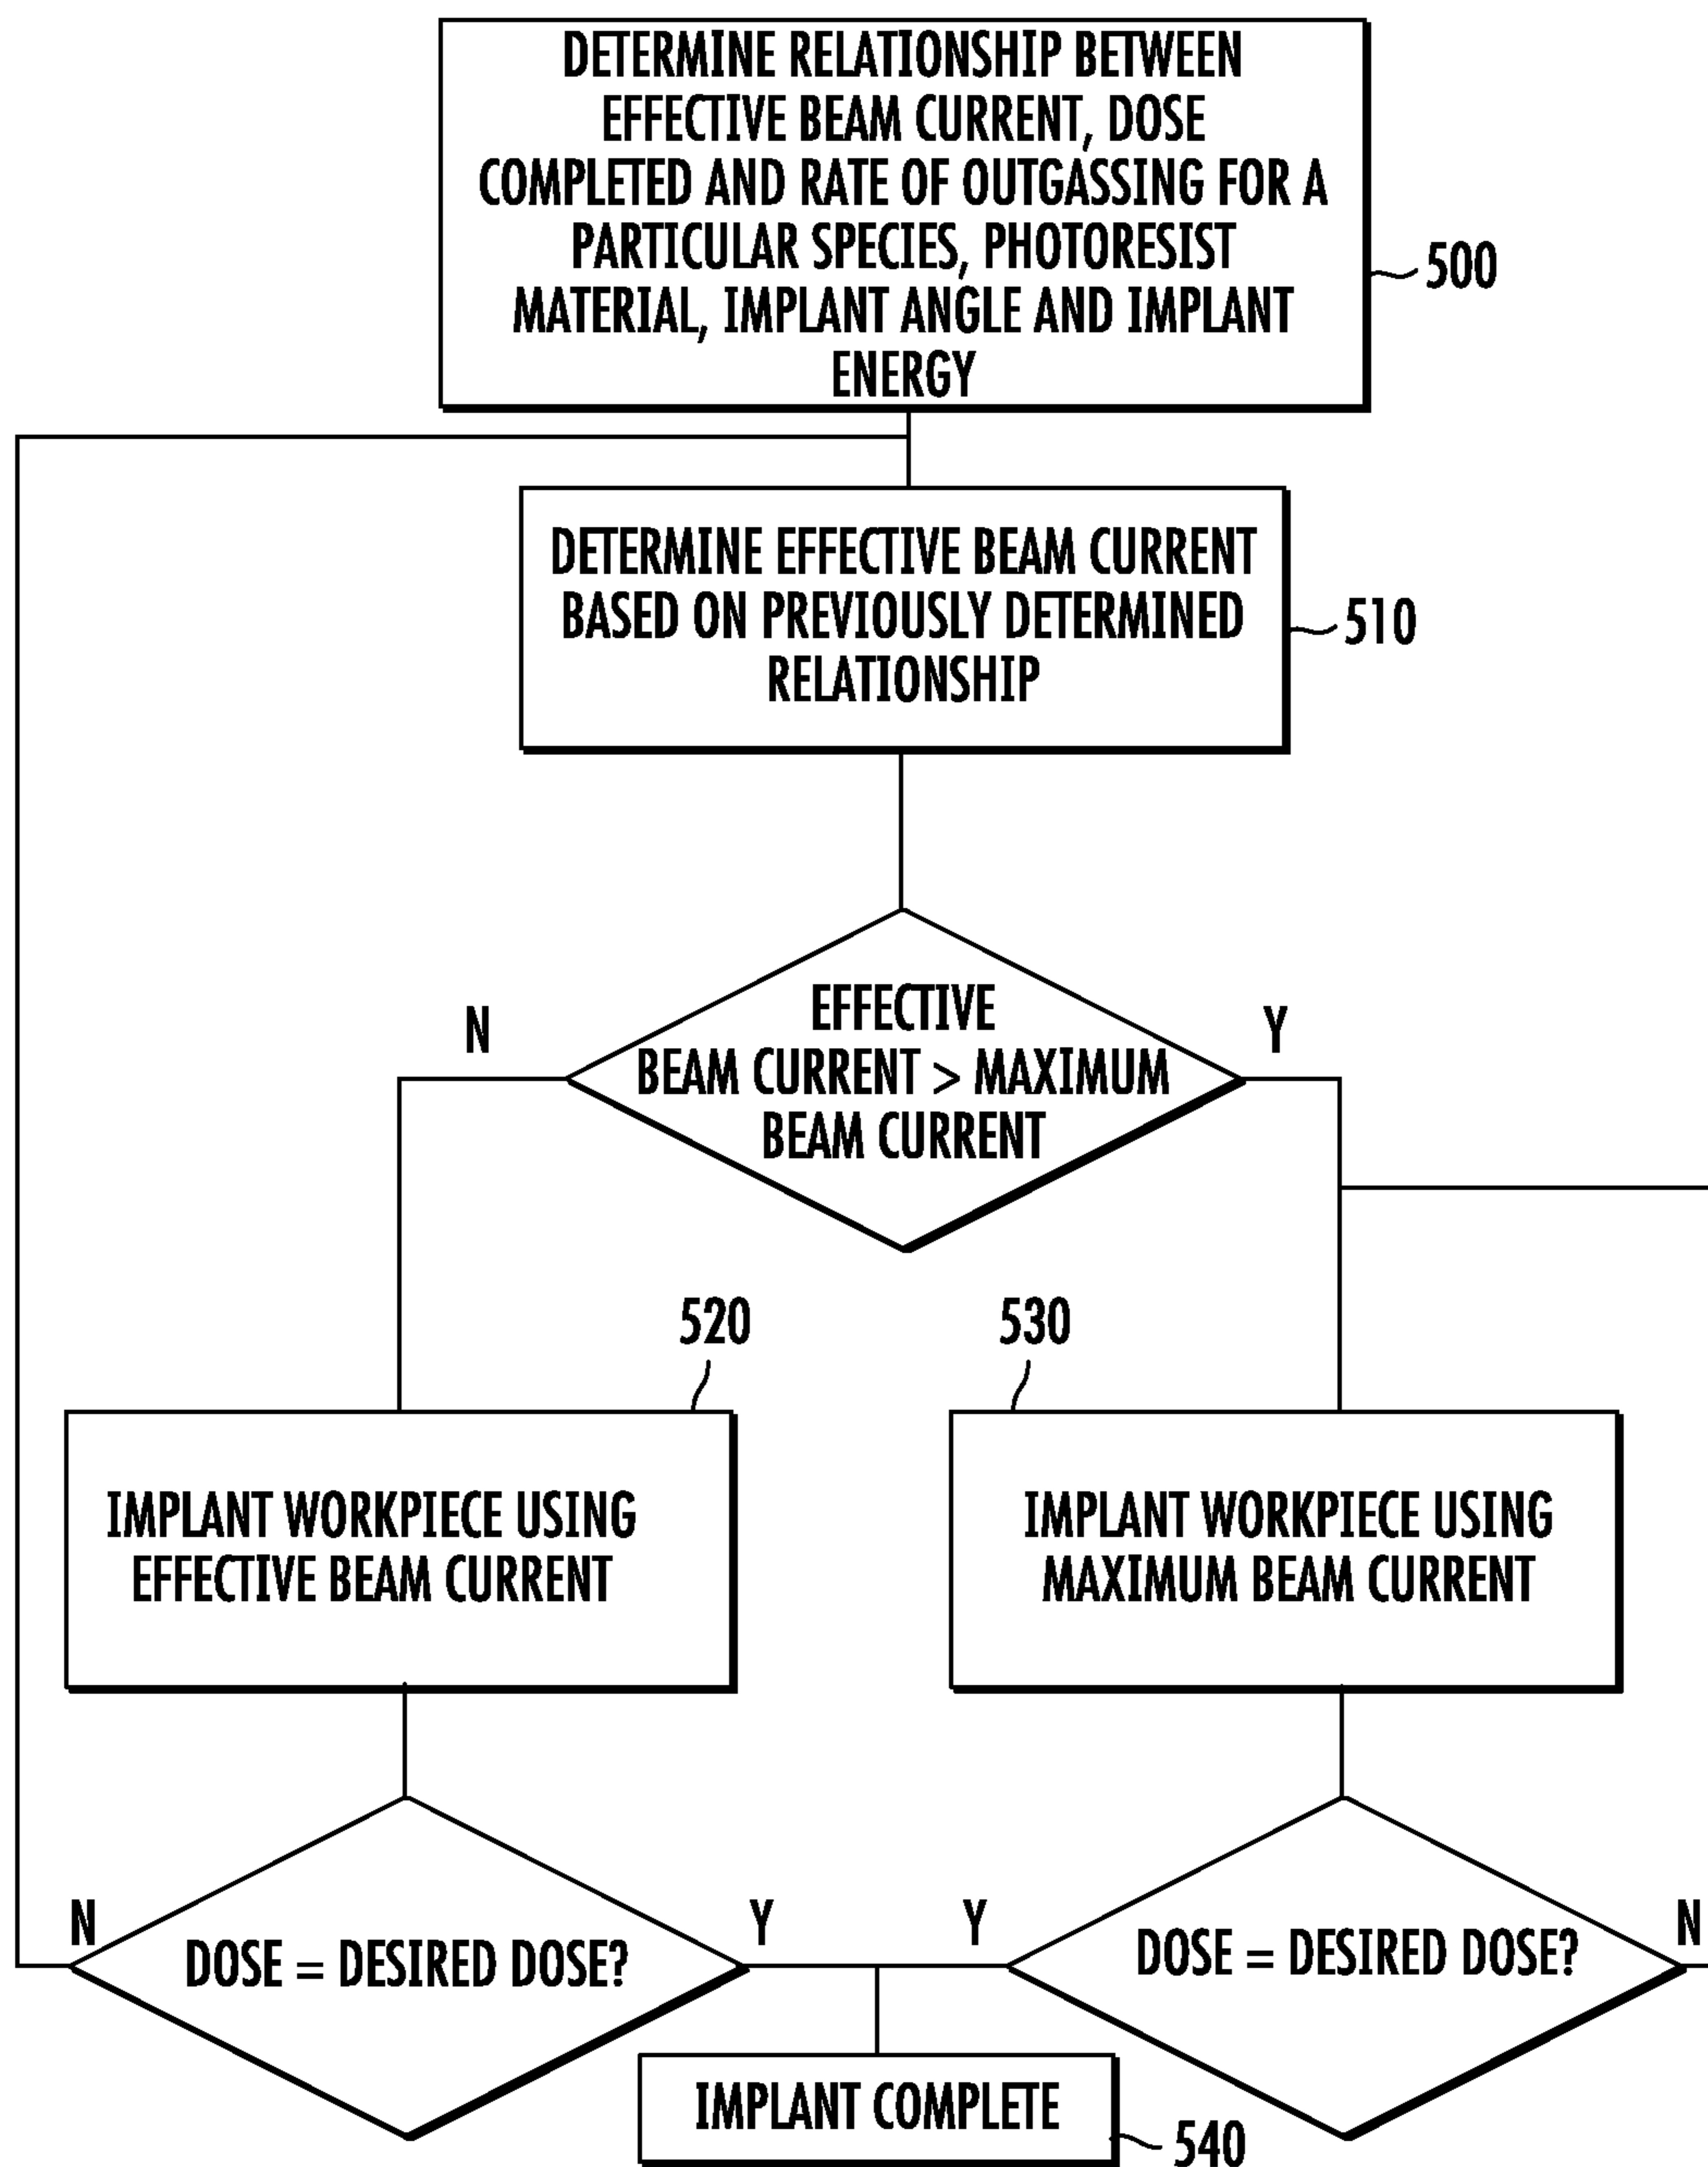 DETERMINE RELATIONSHIP BETWEEN
EFFECTIVE BEAM CURRENT, DOSE
COMPLETED AND RATE OF OUTGASSING FOR A
PARTICULAR SPECIES, PHOTORESIST
MATERIAL, IMPLANT ANGLE AND IMPLANT
ENERGY
500
DETERMINE EFFECTIVE BEAM CURRENT
BASED ON PREVIOUSLY DETERMINED
RELATIONSHIP
510
EFFECTIVE
BEAM CURRENT > MAXIMUM
BEAM CURRENT
N
Y
520
530
IMPLANT WORKPIECE USING
EFFECTIVE BEAM CURRENT
IMPLANT WORKPIECE USING
MAXIMUM BEAM CURRENT
N
DOSE = DESIRED DOSE?
Y
Y
DOSE = DESIRED DOSE?
N
IMPLANT COMPLETE
540